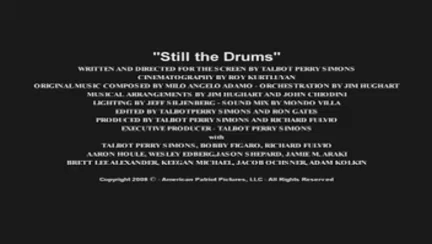 "Still the Drums"
WRITTEN AND DIRECTED FOR THE SCREEN BY TALBOT PERRY SIMONS
CINEMATOGRAPHY BY ROY KURTLUYAN
ORIGINAL MUSIC COMPOSED BY MILO ANGELO ADAMO - ORCHESTRATION BY JIM HUGHART
MUSICAL ARRANGEMENTS BY JIM HUGHART AND JOHN CHIODINI
LIGHTING BY JEFF SILJENBERG - SOUND MIX BY MONDO VILLA
EDITED BY TALBOT PERRY SIMONS AND RON GATES
PRODUCED BY TALBOT PERRY SIMONS AND RICHARD FULVIO
EXECUTIVE PRODUCER - TALBOT PERRY SIMONS
with
TALBOT PERRY SIMONS, BOBBY FIGARO, RICHARD FULVIO
AARON HOULE, WESLEY EDBERG, JASON SHEPARD, JAMIE M. ARAKI
BRETT LEE ALEXANDER, KEEGAN MICHAEL, JACOB OCHSNER, ADAM KOLKIN
Copyright 2008 © - American Patriot Pictures, LLC - All Rights Reserved